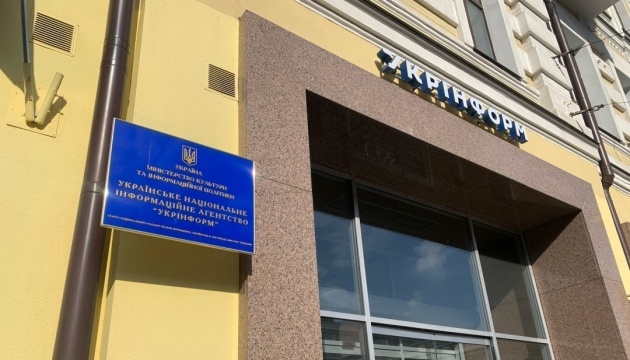 УКРІНФОРМ
УКРАЇНА
МІНІСТЕРСТВО КУЛЬТУРИ
ТА ІНФОРМАЦІЙНОЇ ПОЛІТИКИ
УКРАЇНСЬКЕ НАЦІОНАЛЬНЕ
ІНФОРМАЦІЙНЕ АГЕНТСТВО
"УКРІНФОРМ"